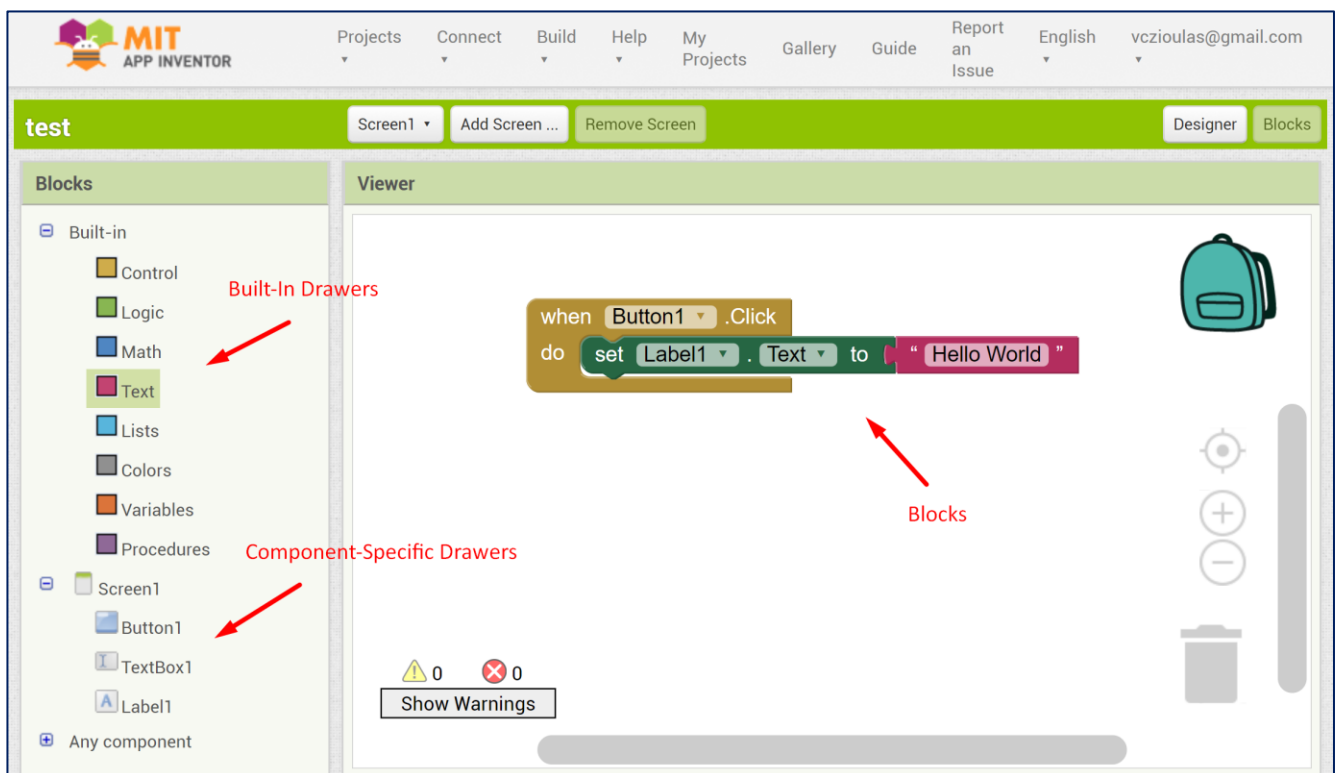 MIT
APP INVENTOR
Projects
Connect
Build
Help
My
Projects
Gallery
Guide
Report
an
Issue
English
vczioulas@gmail.com
test
Screen1
Add Screen ...
Remove Screen
Designer
Blocks
Blocks
Viewer
Built-in
Control
Logic
Math
Text
Lists
Colors
Variables
Procedures
Screen1
Button1
TextBox1
Label1
Any component
Built-In Drawers
Component-Specific Drawers
when Button1 .Click
do set Label1 . Text to “ Hello World ”
Blocks
0 0
Show Warnings